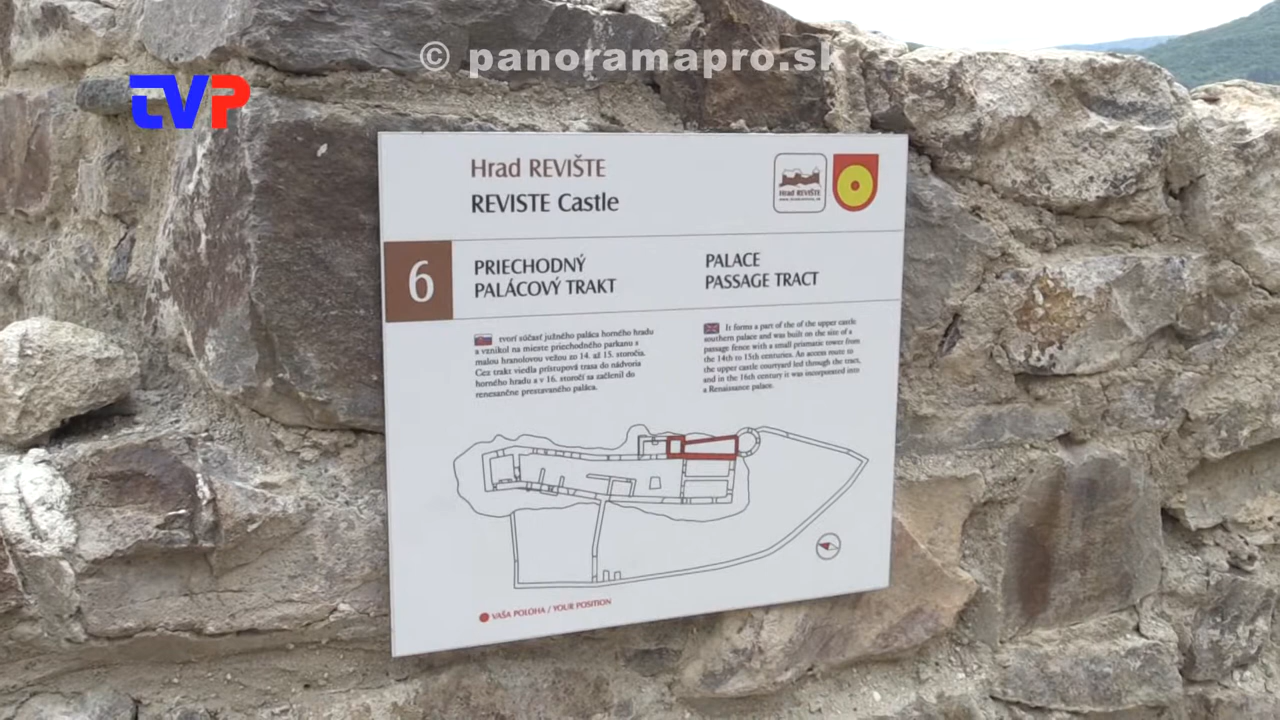 © panoramapro.sk
TVP
Hrad REVIŠTE
REVISTE Castle
Hrad REVIŠTE
6
PRIECHODNÝ
PALÁCOVÝ TRAKT
PALACE
PASSAGE TRACT
tvorí súčasť južného paláca horného hradu
a vznikol na mieste priechodného parkanu s
malou hranolovou vežou zo 14. až 15. storočia.
Cez trakt viedla prístupová trasa do nádvoria
horného hradu a v 16. storočí sa začlenil do
renesančne prestavaného paláca.
It forms a part of the of the upper castle
southern palace and was built on the site of a
passage fence with a small prismatic tower from
the 14th to 15th centuries. An access route to
the upper castle courtyard led through the tract,
and in the 16th century it was incorporated into
a Renaissance palace.
VAŠA POLOHA / YOUR POSITION